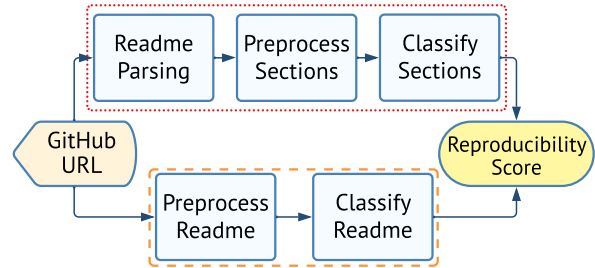 Readme
Parsing
Preprocess
Sections
Classify
Sections
GitHub
URL
Reproducibility
Score
Preprocess
Readme
Classify
Readme